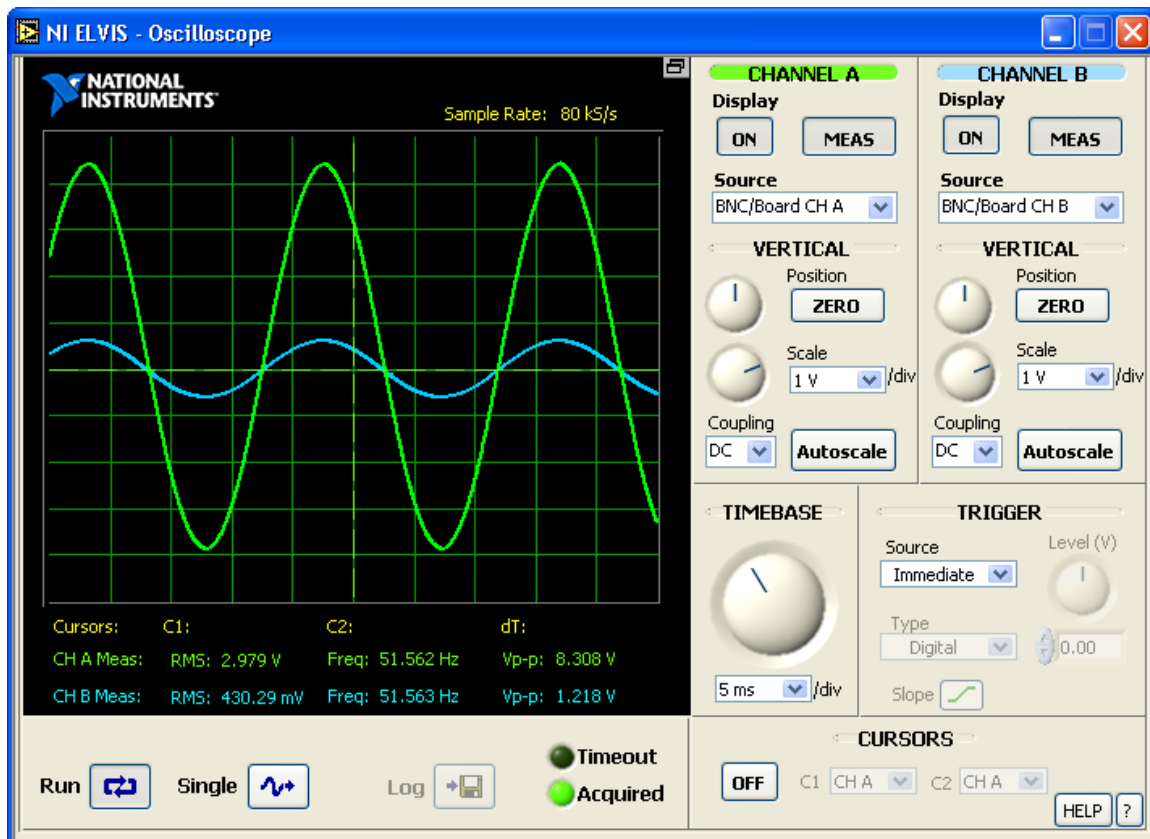 NI ELVIS - Oscilloscope
NATIONAL
INSTRUMENTS™
Sample Rate: 80 kS/s
Cursors: C1: C2: dT:
CH A Meas: RMS: 2.979 V Freq: 51.562 Hz Vp-p: 8.308 V
CH B Meas: RMS: 430.29 mV Freq: 51.563 Hz Vp-p: 1.218 V
CHANNEL A
Display
ON MEAS
Source
BNC/Board CH A
VERTICAL
Position
ZERO
Scale
1 V /div
Coupling
DC Autoscale
CHANNEL B
Display
ON MEAS
Source
BNC/Board CH B
VERTICAL
Position
ZERO
Scale
1 V /div
Coupling
DC Autoscale
TIMEBASE
5 ms /div
TRIGGER
Source
Immediate
Level (V)
Type
Digital
0.00
Slope
Run Single Log
Timeout
Acquired
CURSORS
OFF C1 CH A C2 CH A
HELP ?